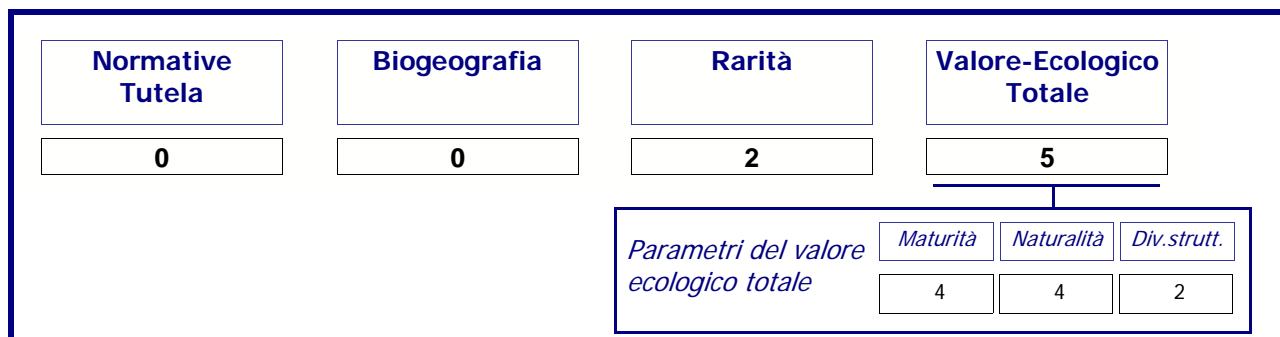 Normative
Tutela
Biogeografia
Rarità
Valore-Ecologico
Totale
0
0
2
5
Parametri del valore
ecologico totale
Maturità
Naturalità
Div.strutt.
4
4
2